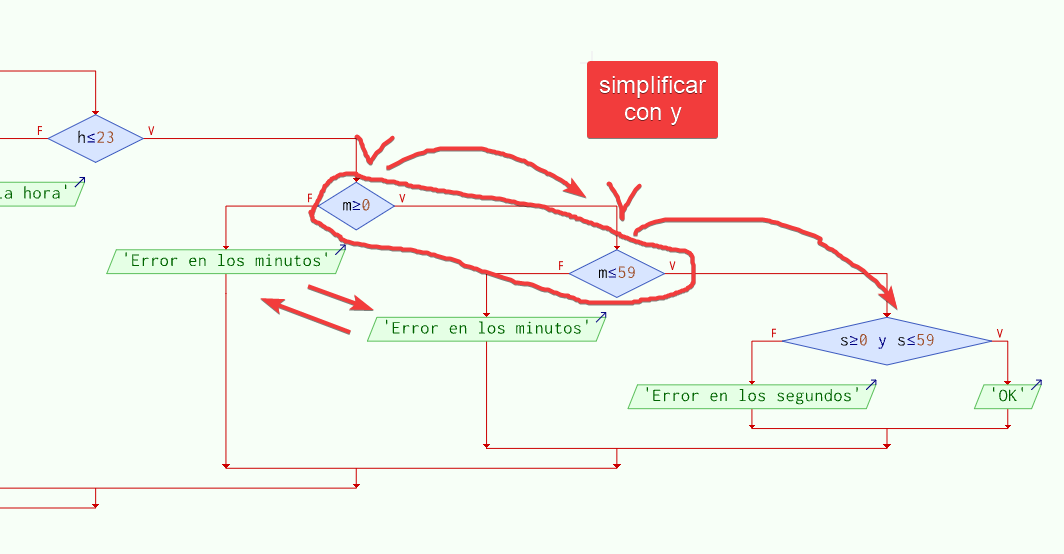 simplificar
con y
F
h≤23
V
la hora'
F
m≥0
V
'Error en los minutos'
F
m≤59
V
'Error en los minutos'
F
s≥0 y s≤59
V
'Error en los segundos'
'OK'